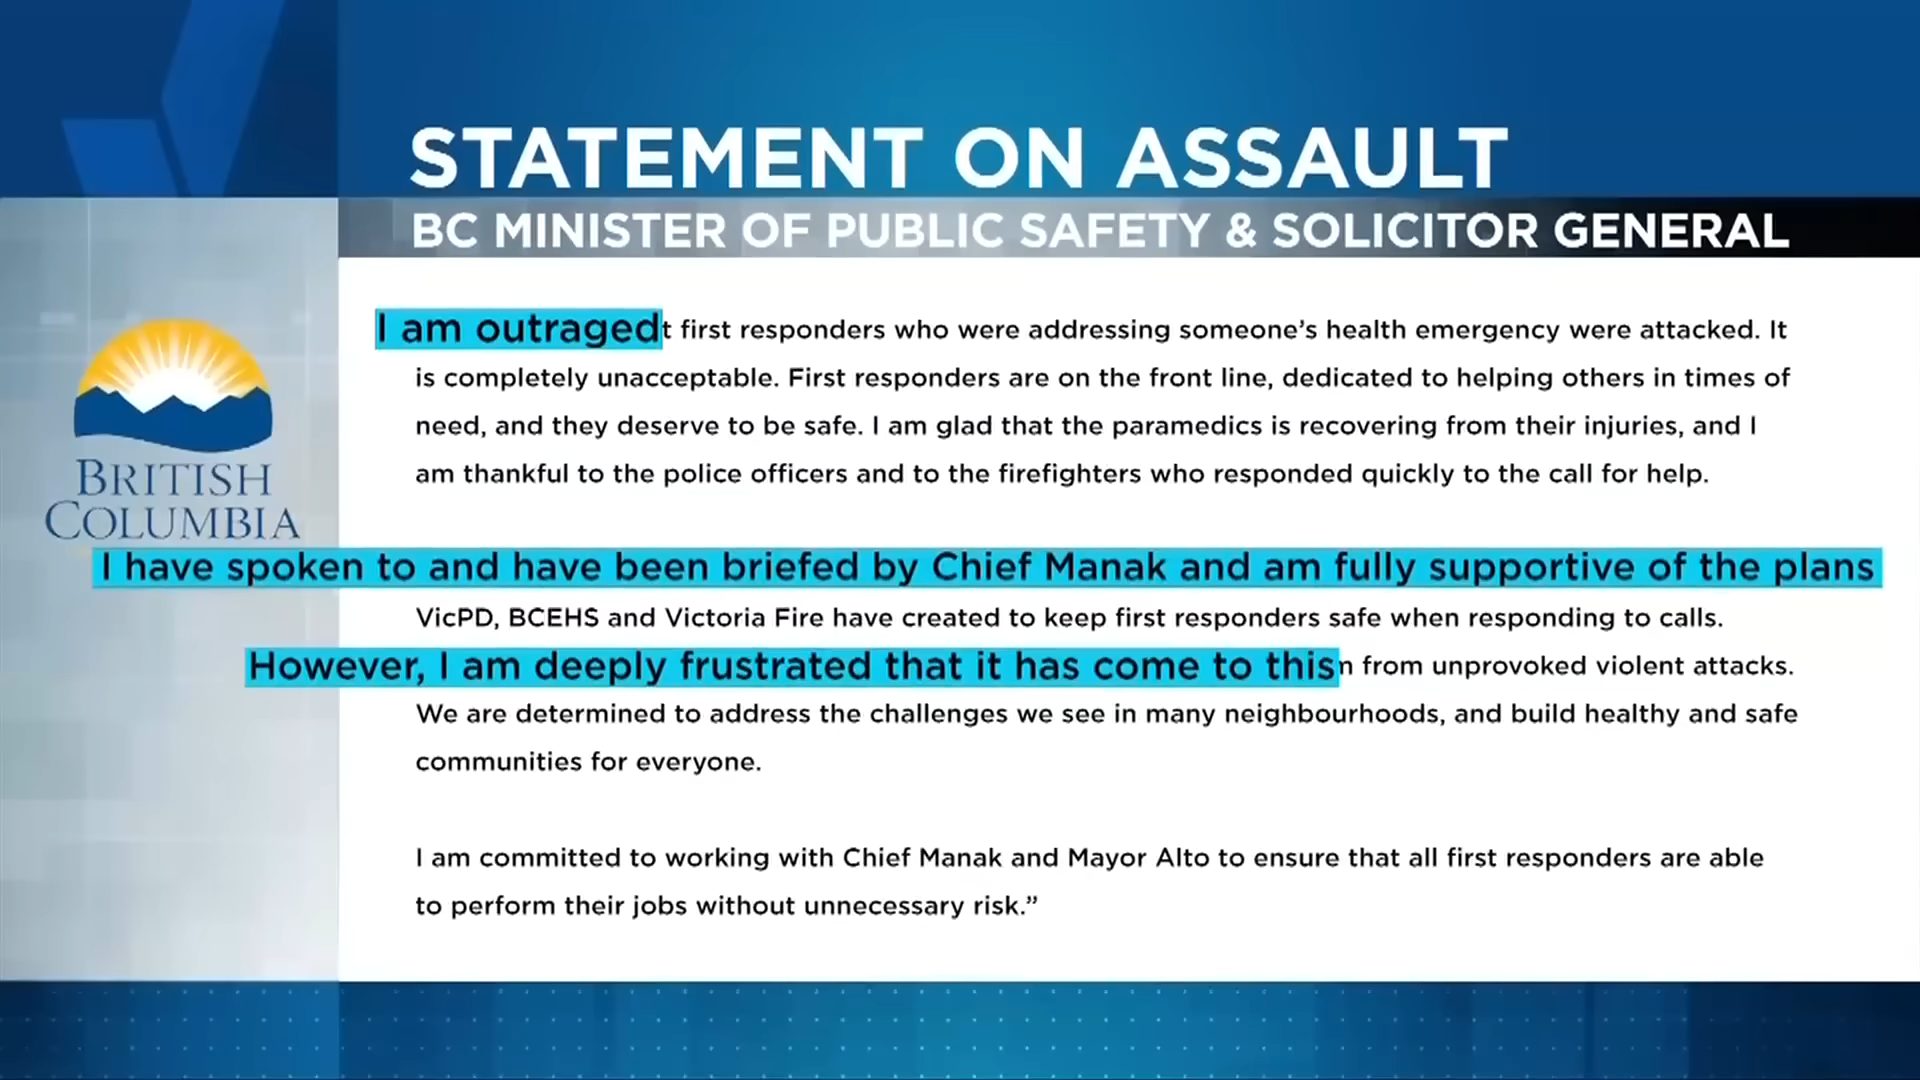 STATEMENT ON ASSAULT
BC MINISTER OF PUBLIC SAFETY & SOLICITOR GENERAL
I am outraged t first responders who were addressing someone's health emergency were attacked. It
is completely unacceptable. First responders are on the front line, dedicated to helping others in times of
need, and they deserve to be safe. I am glad that the paramedics is recovering from their injuries, and I
am thankful to the police officers and to the firefighters who responded quickly to the call for help.
BRITISH
COLUMBIA
I have spoken to and have been briefed by Chief Manak and am fully supportive of the plans
VicPD, BCEHS and Victoria Fire have created to keep first responders safe when responding to calls.
However, I am deeply frustrated that it has come to this n from unprovoked violent attacks.
We are determined to address the challenges we see in many neighbourhoods, and build healthy and safe
communities for everyone.
I am committed to working with Chief Manak and Mayor Alto to ensure that all first responders are able
to perform their jobs without unnecessary risk.”